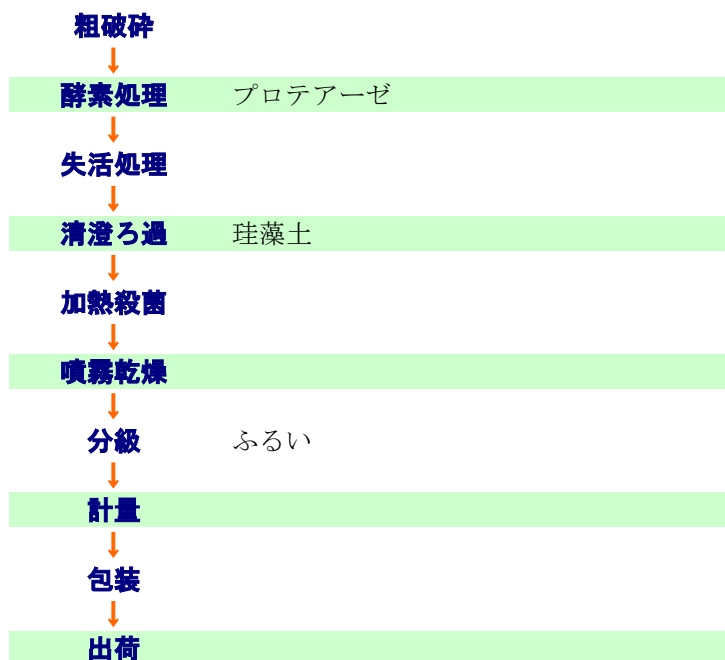 粗破砕
↓
酵素処理 プロテアーゼ
↓
失活処理
↓
清澄ろ過 珪藻土
↓
加熱殺菌
↓
噴霧乾燥
↓
分級 ふるい
↓
計量
↓
包装
↓
出荷